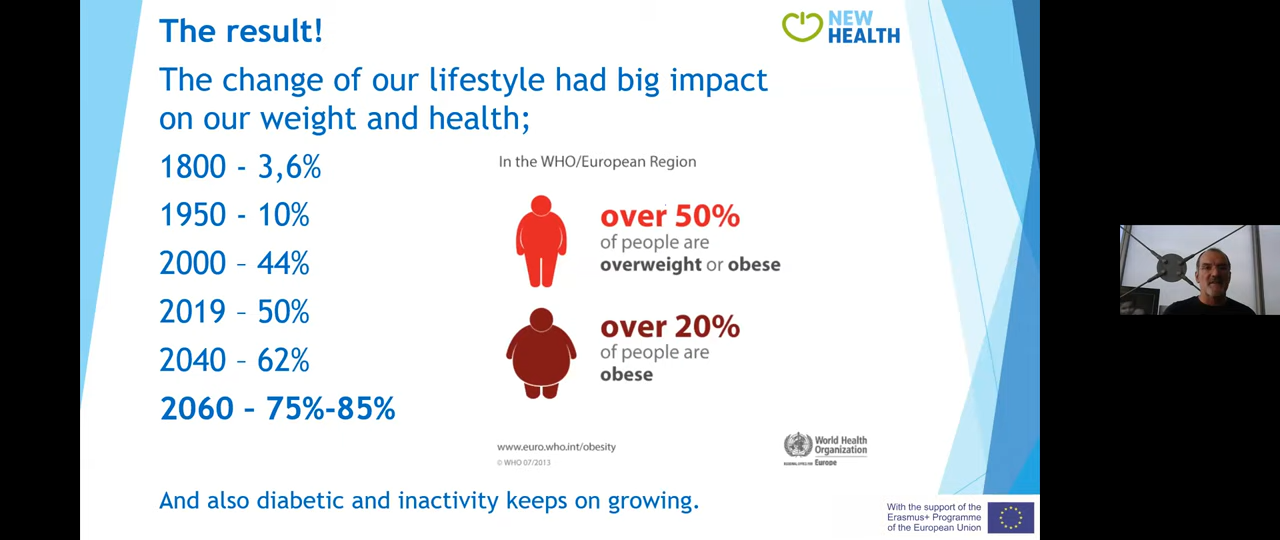 The result!
NEW
HEALTH
The change of our lifestyle had big impact
on our weight and health;
1800 - 3,6%
1950 - 10%
2000 – 44%
2019 – 50%
2040 – 62%
2060 – 75%-85%
In the WHO/European Region
over 50%
of people are
overweight or obese
over 20%
of people are
obese
www.euro.who.int/obesity
© WHO 07/2013
World Health
Organization
Europe
And also diabetic and inactivity keeps on growing.
With the support of the
Erasmus+ Programme
of the European Union